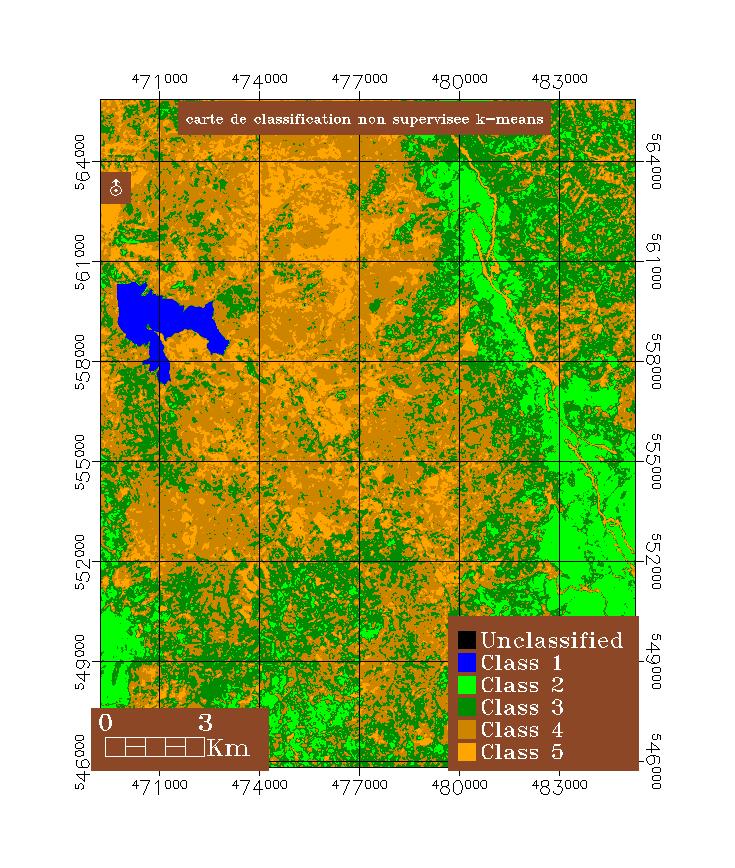 471000 474000 477000 480000 483000
carte de classification non supervisee k-means
564000 564000
561000 561000
558000 558000
555000 555000
552000 552000
549000 549000
546000 546000
Unclassified
Class 1
Class 2
Class 3
Class 4
Class 5
0 3
Km
471000 474000 477000 480000 483000